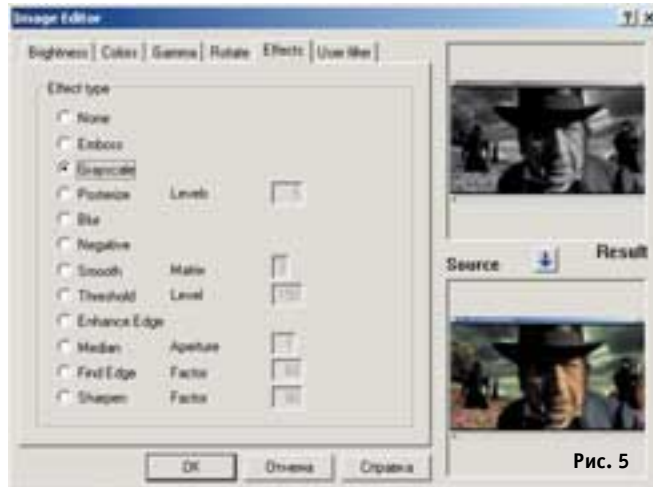 Image Editor
Brightness Colors Gamma Rotate Effects User filter
Effect type
None
Emboss
Grayscale
Posterize Levels
Blur
Negative
Smooth Matrix
Threshold Level 150
Enhance Edge
Median Aperture
Find Edge Factor
Sharpen Factor
Source Result
OK Отмена Справка
Рис. 5